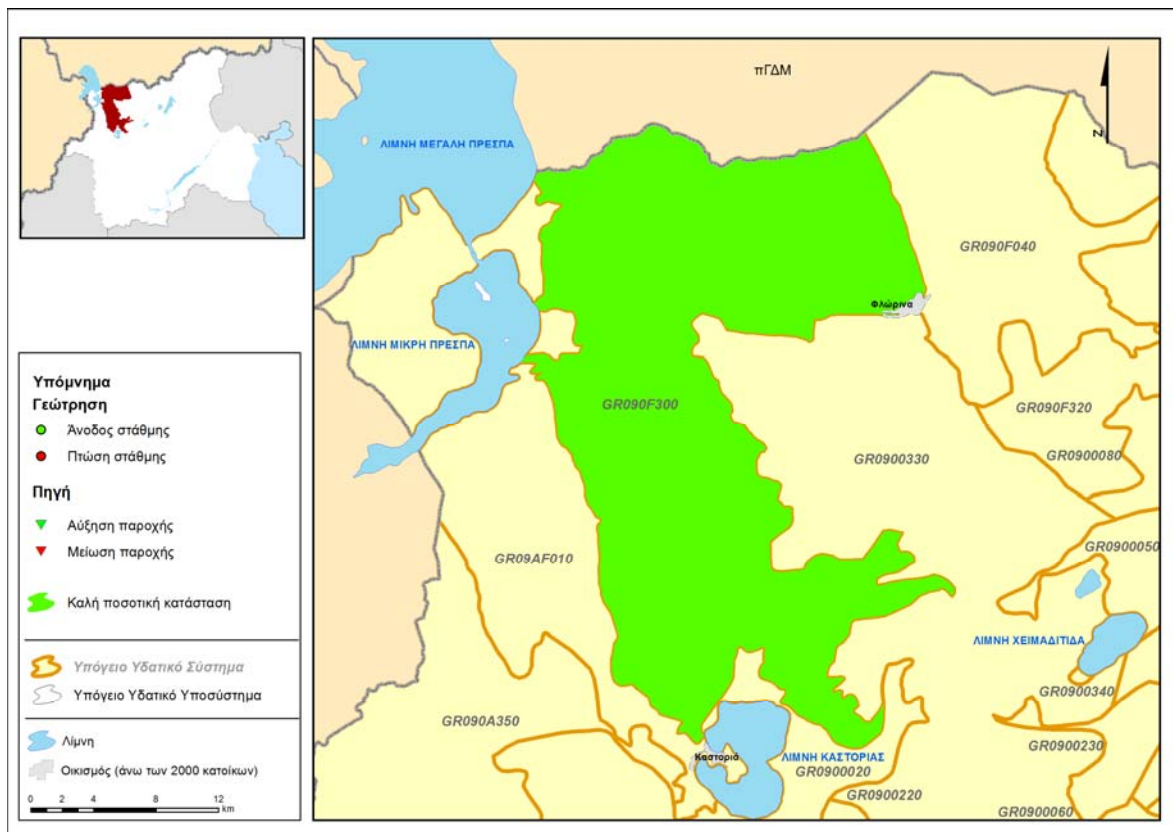 πΓΔΜ
Z
ΛΙΜΝΗ ΜΕΓΑΛΗ ΠΡΕΣΠΑ
GR090F040
Φλώρινα
ΛΙΜΝΗ ΜΙΚΡΗ ΠΡΕΣΠΑ
GR090F300
GR090F320
GR0900330
GR0900080
GR0900050
GR09AF010
ΛΙΜΝΗ ΧΕΙΜΑΔΙΤΙΔΑ
GR0900340
GR090A350
GR0900230
Καστοριά
ΛΙΜΝΗ ΚΑΣΤΟΡΙΑΣ
GR0900020
GR0900220
GR0900060
Υπόμνημα
Γεώτρηση
Άνοδος στάθμης
Πτώση στάθμης
Πηγή
Αύξηση παροχής
Μείωση παροχής
Καλή ποσοτική κατάσταση
Υπόγειο Υδατικό Σύστημα
Υπόγειο Υδατικό Υποσύστημα
Λίμνη
Οικισμός (άνω των 2000 κατοίκων)
0 2 4 8 12
km